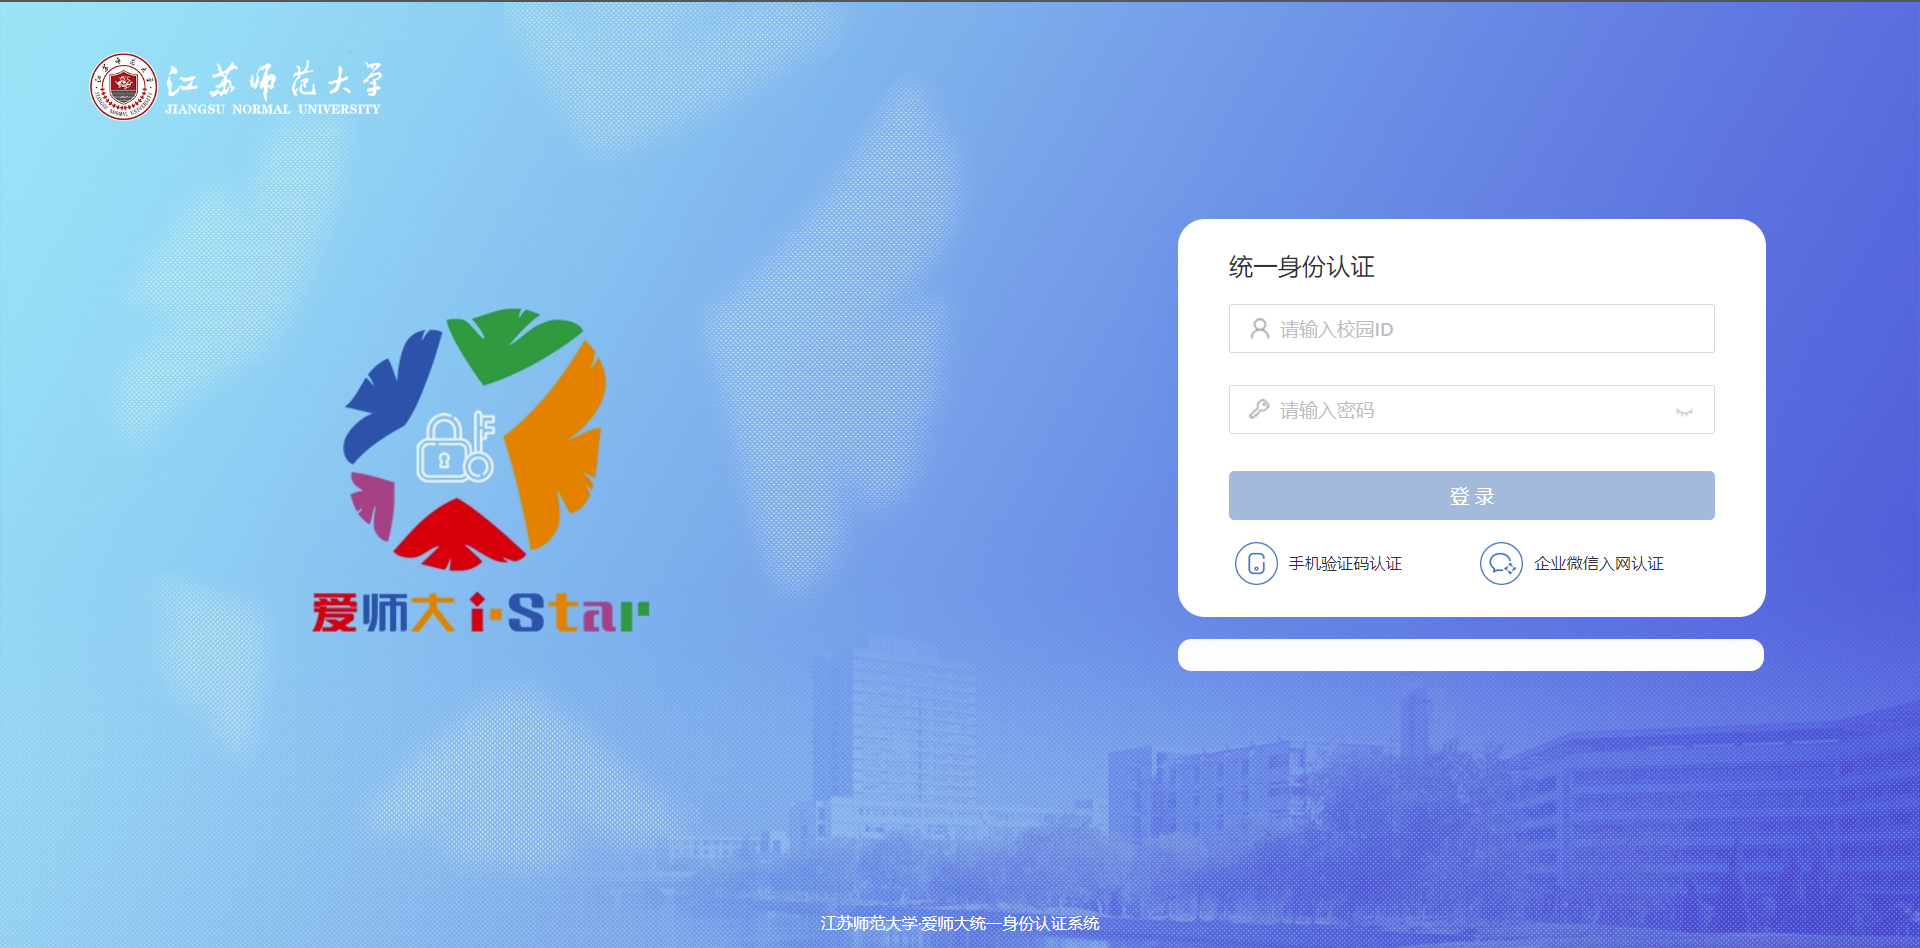 江苏师范大学
JIANGSU NORMAL UNIVERSITY
统一身份认证
请输入校园ID
请输入密码
登 录
手机验证码认证
企业微信入网认证
爱师大 i·Star
江苏师范大学·爱师大统一身份认证系统